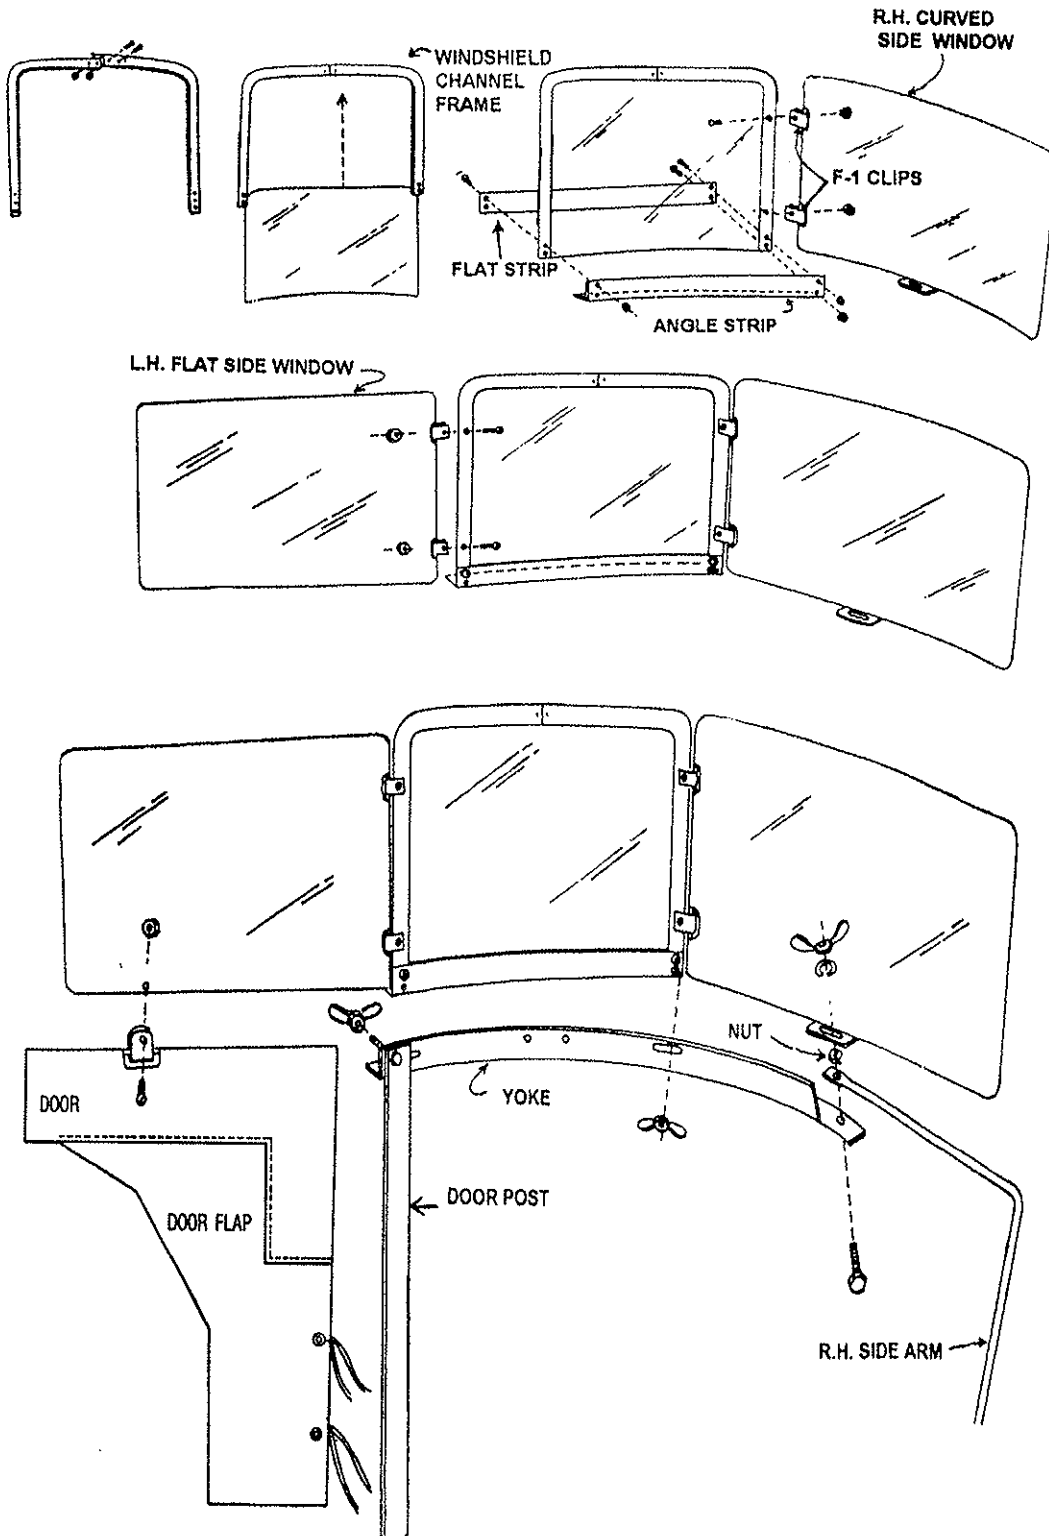 R.H. CURVED
SIDE WINDOW
WINDSHIELD
CHANNEL
FRAME
F-1 CLIPS
FLAT STRIP
ANGLE STRIP
L.H. FLAT SIDE WINDOW
NUT
YOKE
DOOR
DOOR POST
DOOR FLAP
R.H. SIDE ARM